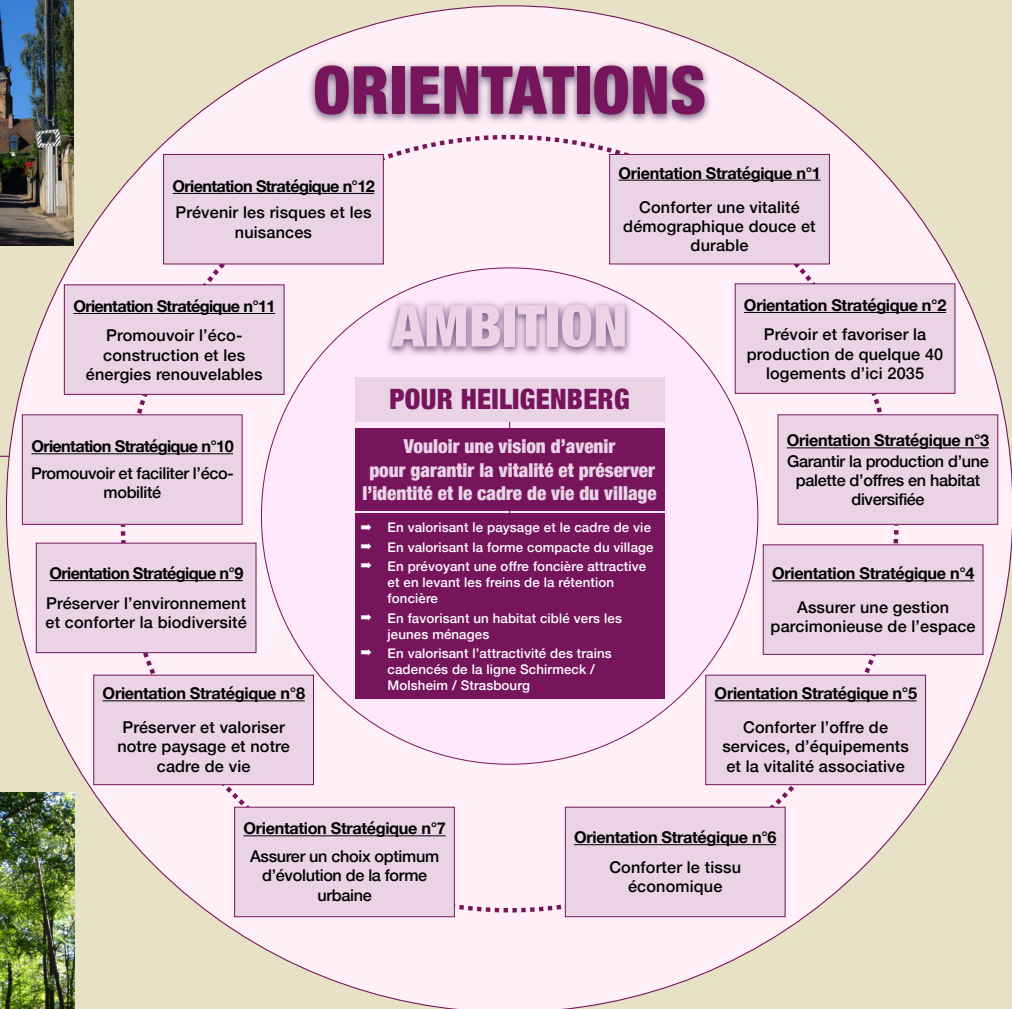 ORIENTATIONS
Orientation Stratégique n°1
Conforter une vitalité
démographique douce et
durable
Orientation Stratégique n°2
Prévoir et favoriser la
production de quelque 40
logements d'ici 2035
Orientation Stratégique n°3
Garantir la production d'une
palette d'offres en habitat
diversifiée
Orientation Stratégique n°4
Assurer une gestion
parcimonieuse de l'espace
Orientation Stratégique n°5
Conforter l'offre de
services, d'équipements
et la vitalité associative
Orientation Stratégique n°6
Conforter le tissu
économique
Orientation Stratégique n°7
Assurer un choix optimum
d'évolution de la forme
urbaine
Orientation Stratégique n°8
Préserver et valoriser
notre paysage et notre
cadre de vie
Orientation Stratégique n°9
Préserver l'environnement
et conforter la biodiversité
Orientation Stratégique n°10
Promouvoir et faciliter l'éco-
mobilité
Orientation Stratégique n°11
Promouvoir l'éco-
construction et les
énergies renouvelables
Orientation Stratégique n°12
Prévenir les risques et les
nuisances
AMBITION
POUR HEILIGENBERG
Vouloir une vision d'avenir
pour garantir la vitalité et préserver
l'identité et le cadre de vie du village
➡ En valorisant le paysage et le cadre de vie
➡ En valorisant la forme compacte du village
➡ En prévoyant une offre foncière attractive
et en levant les freins de la rétention
foncière
➡ En favorisant un habitat ciblé vers les
jeunes ménages
➡ En valorisant l'attractivité des trains
cadencés de la ligne Schirmeck /
Molsheim / Strasbourg